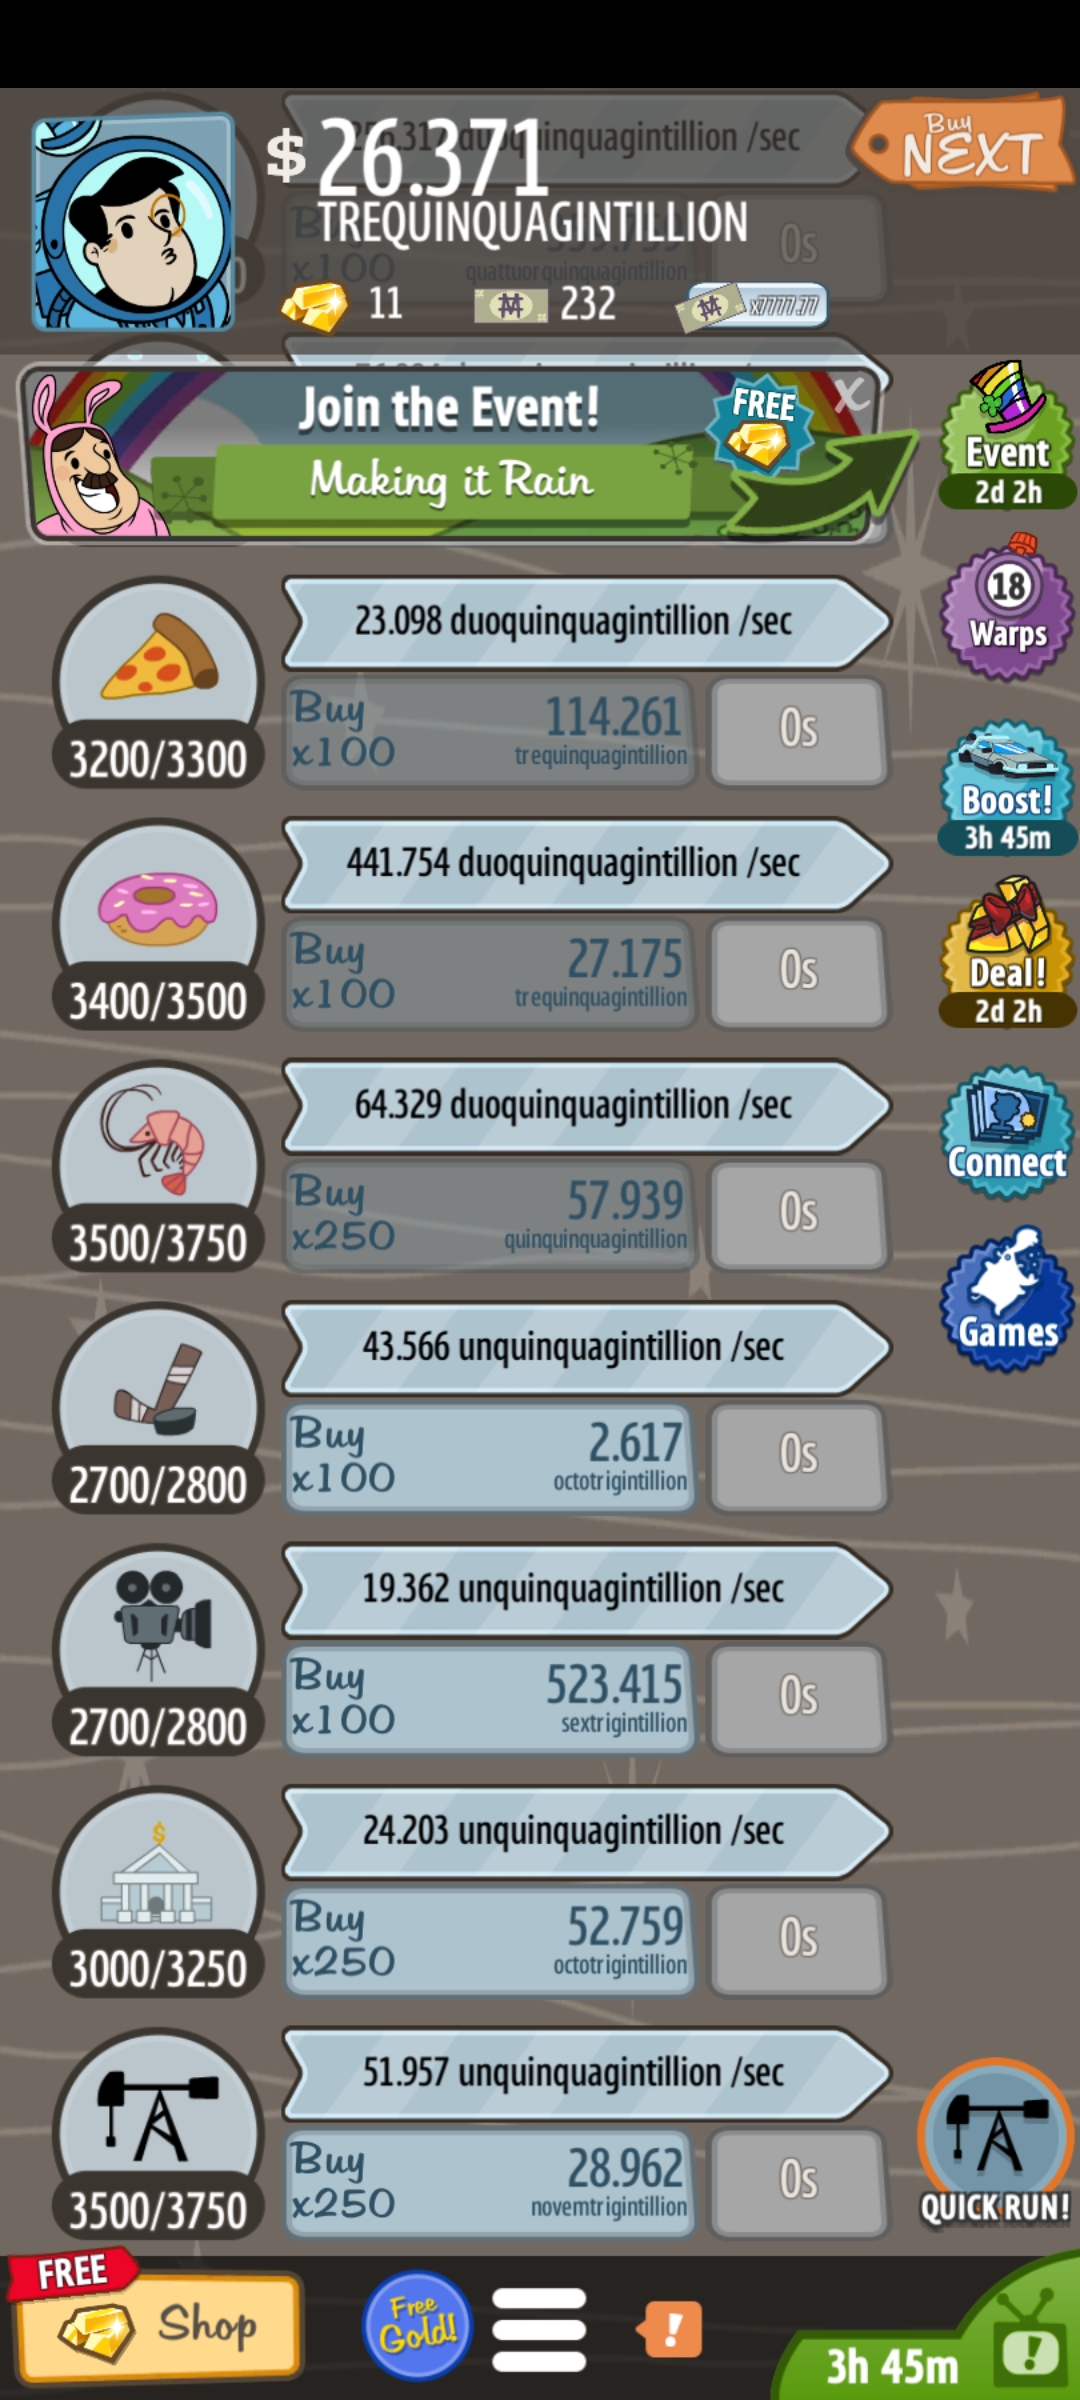 Buy
NEXT
$ 26.371
TREQUINQUAGINTILLION
duoquinquagintillion /sec
x100
quattuorquinquagintillion
0s
11
232
x7777.77
Join the Event!
Making it Rain
FREE
X
Event
2d 2h
18
Warps
Boost!
3h 45m
Deal!
2d 2h
Connect
Games
23.098 duoquinquagintillion /sec
3200/3300
Buy
x100
114.261
trequinquagintillion
0s
441.754 duoquinquagintillion /sec
3400/3500
Buy
x100
27.175
trequinquagintillion
0s
64.329 duoquinquagintillion /sec
3500/3750
Buy
x250
57.939
quinquinquagintillion
0s
43.566 unquinquagintillion /sec
2700/2800
Buy
x100
2.617
octotrigintillion
0s
19.362 unquinquagintillion /sec
2700/2800
Buy
x100
523.415
sextrigintillion
0s
24.203 unquinquagintillion /sec
$
3000/3250
Buy
x250
52.759
octotrigintillion
0s
51.957 unquinquagintillion /sec
3500/3750
Buy
x250
28.962
novemtrigintillion
0s
QUICK RUN!
FREE
Shop
Free
Gold!
!
3h 45m
!